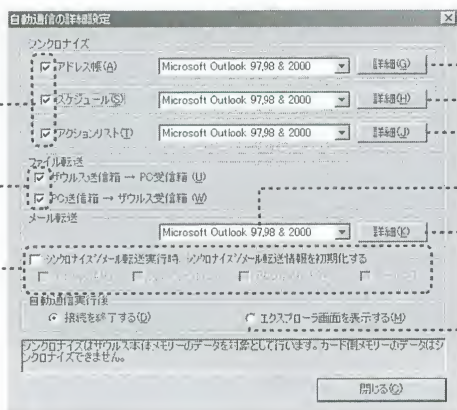 自動通信の詳細設定
シンクロナイズ
アドレス帳(A) Microsoft Outlook 97,98 & 2000 詳細(G)
スケジュール(S) Microsoft Outlook 97,98 & 2000 詳細(H)
アクションリスト(T) Microsoft Outlook 97,98 & 2000 詳細(J)
ファイル転送
ザウルス送信箱 → PC受信箱 (U)
PC送信箱 → ザウルス受信箱 (W)
メール転送
Microsoft Outlook 97,98 & 2000 詳細(K)
シンクロナイズ/メール転送実行時、シンクロナイズ/メール転送情報を初期化する
自動通信実行後
接続を終了する(D) エクスプローラ画面を表示する(M)
シンクロナイズはザウルス本体メモリーのデータを対象として行います。カード側メモリーのデータはシ
ンクロナイズできません。
閉じる(C)